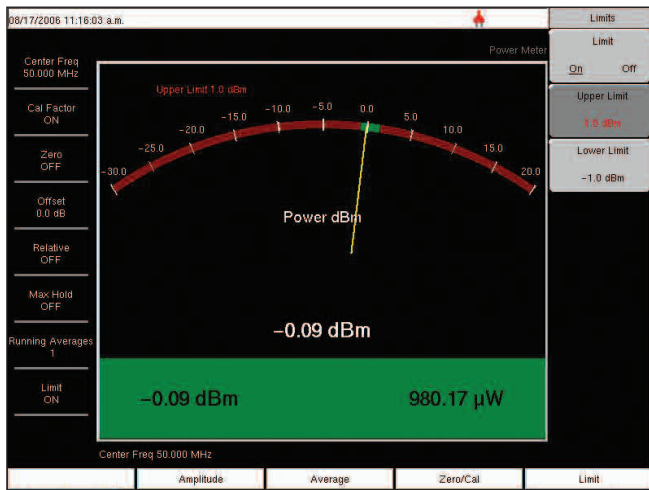 08/17/2006 11:16:03 a.m.
Limits
Power Meter
Center Freq
50.000 MHz
Cal Factor
ON
Zero
OFF
Offset
0.0 dB
Relative
OFF
Max Hold
OFF
Running Averages
1
Limit
ON
Upper Limit 1.0 dBm
-30.0
-25.0
-20.0
-15.0
-10.0
-5.0
0.0
5.0
10.0
15.0
20.0
Power dBm
-0.09 dBm
-0.09 dBm
980.17 µW
Center Freq 50.000 MHz
Limit
On Off
Upper Limit
1.0 dBm
Lower Limit
-1.0 dBm
Amplitude
Average
Zero/Cal
Limit